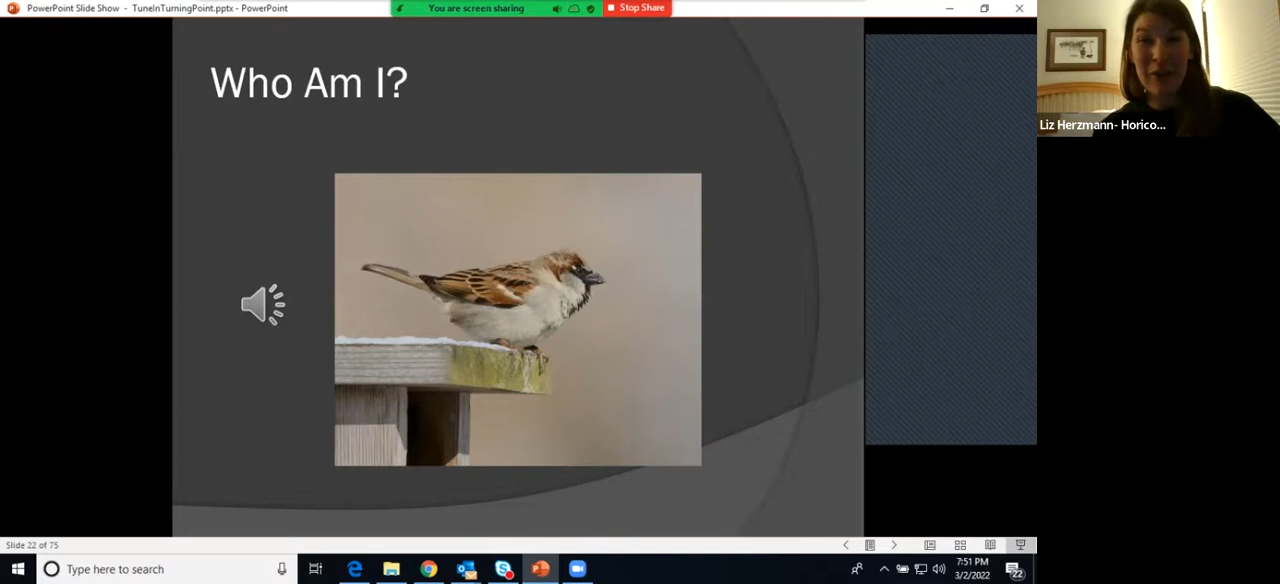 PowerPoint Slide Show - TuneInTurningPoint.pptx - PowerPoint
You are screen sharing
Stop Share
Who Am I?
Liz Herzmann- Horico...
Slide 22 of 75
Type here to search
7:51 PM
3/2/2022
22